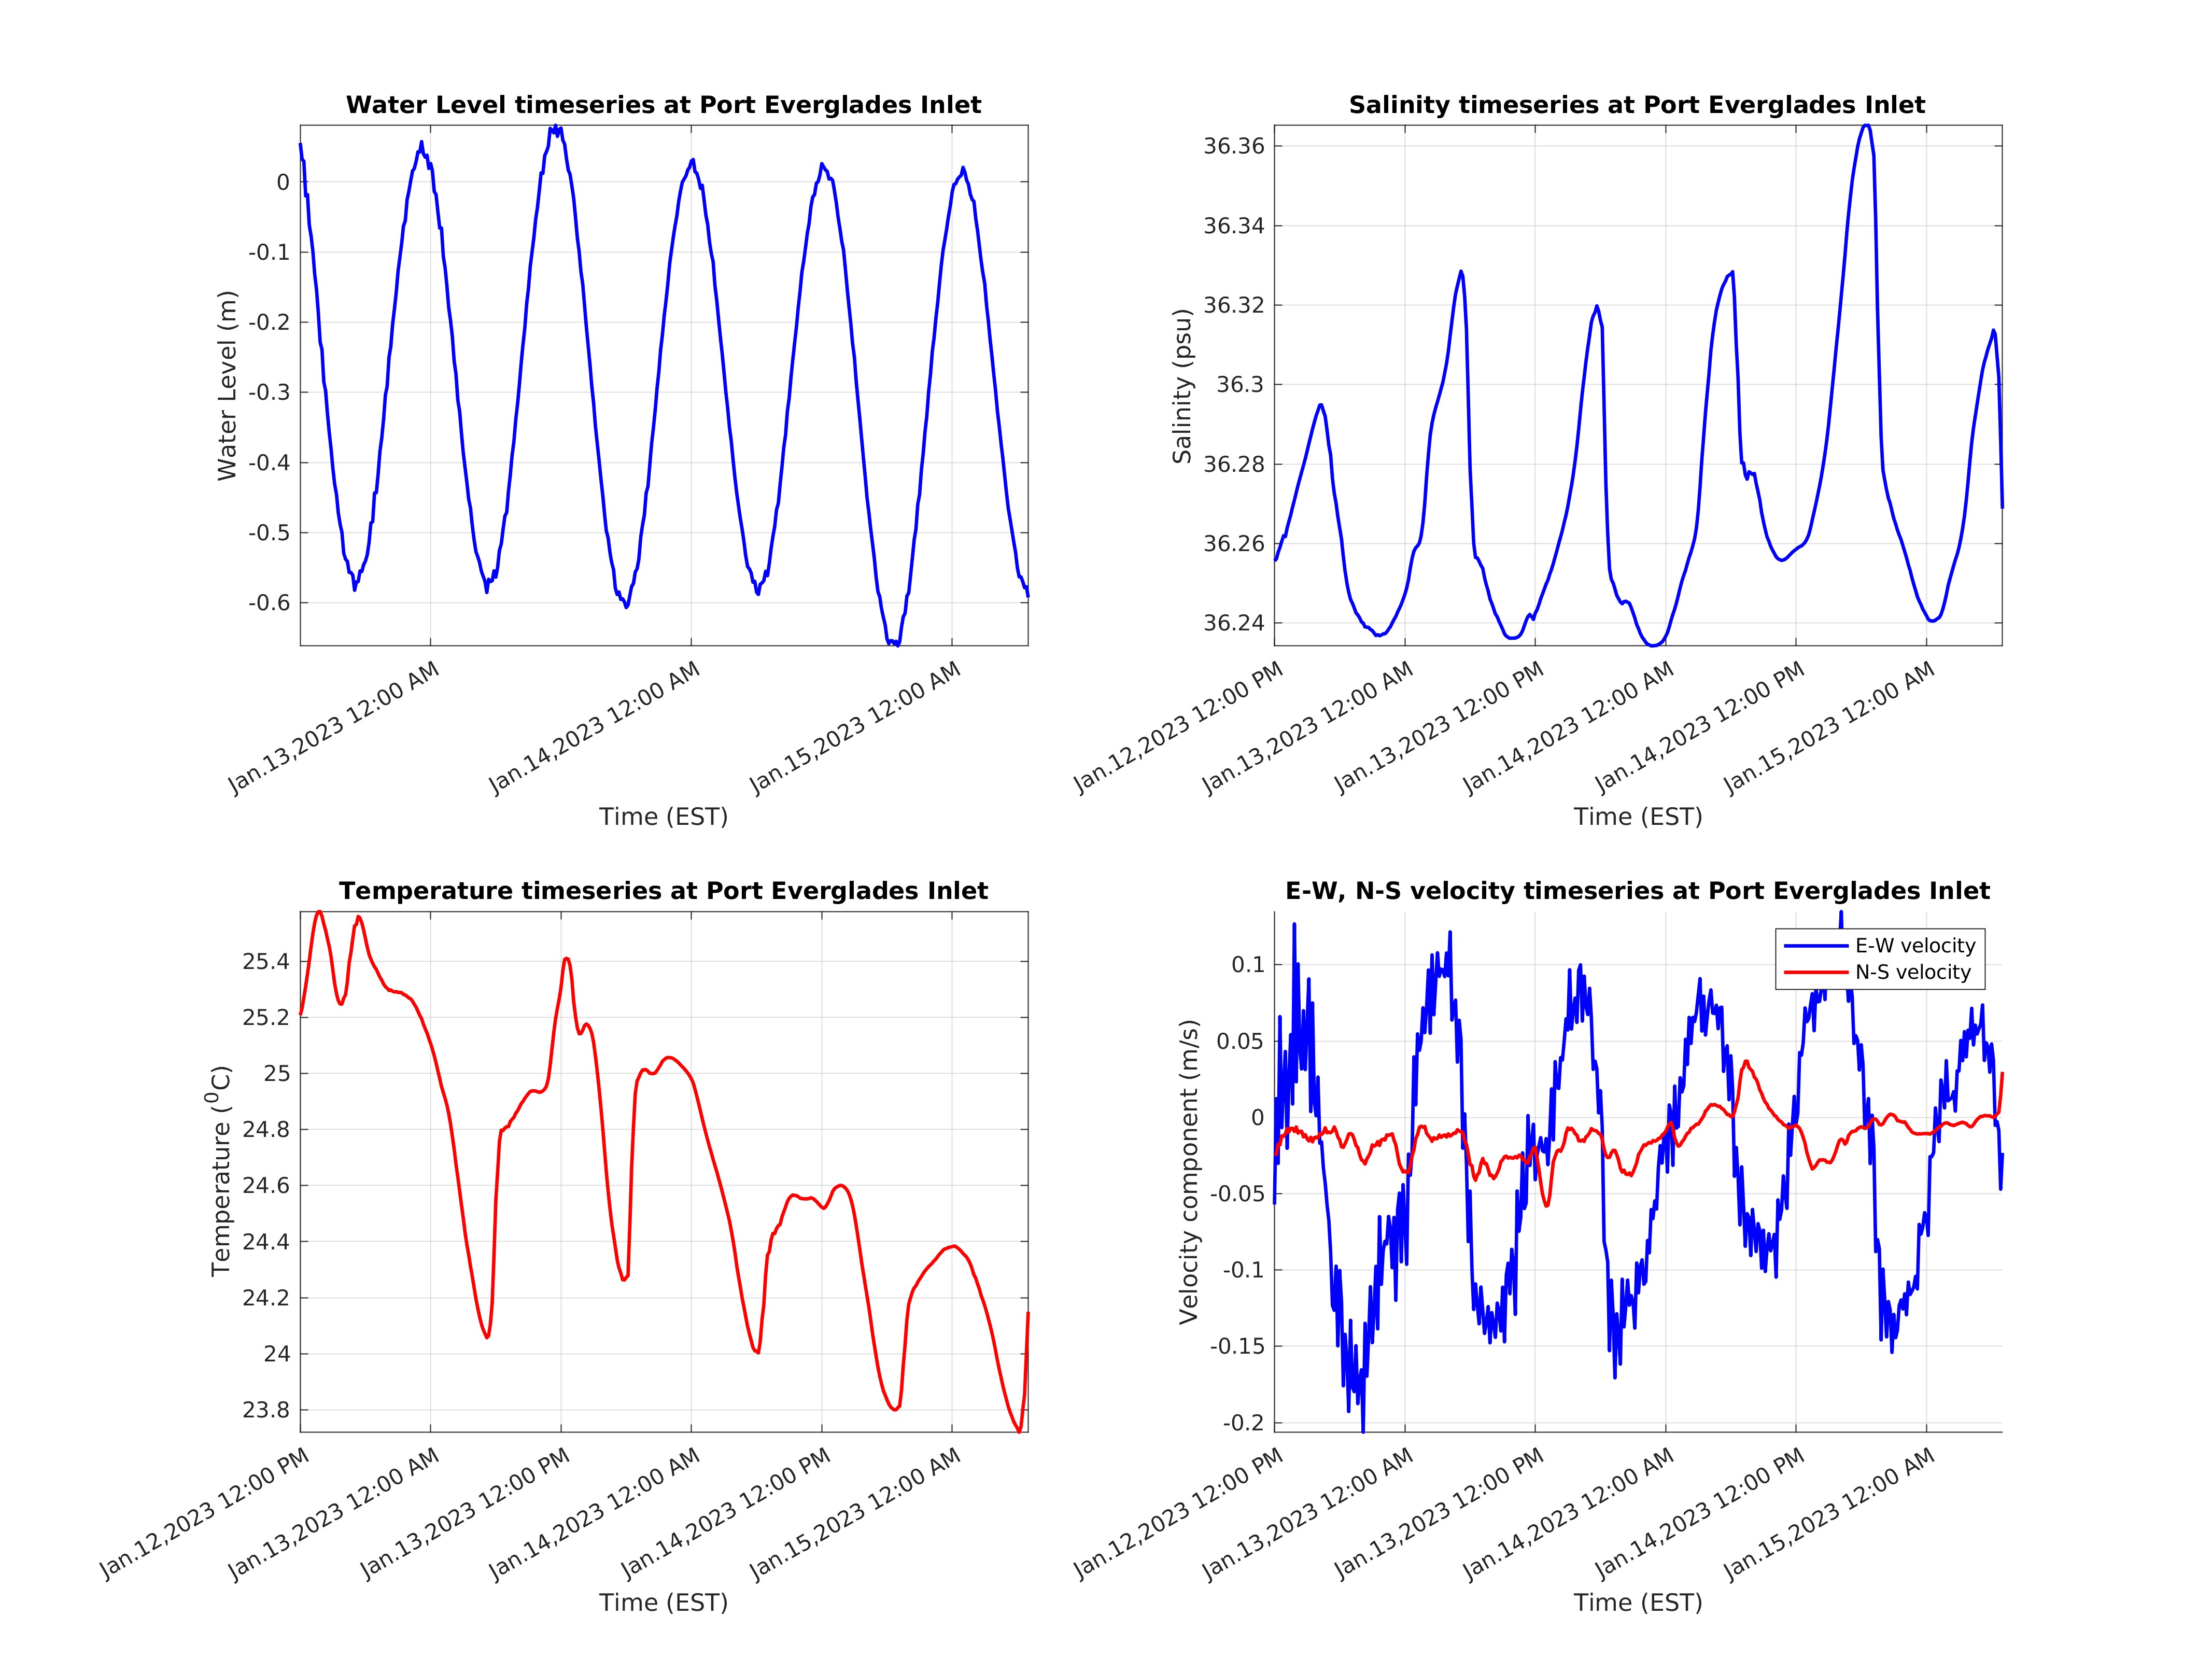 Water Level timeseries at Port Everglades Inlet
Water Level (m)
0
-0.1
-0.2
-0.3
-0.4
-0.5
-0.6
Jan.13,2023 12:00 AM
Jan.14,2023 12:00 AM
Jan.15,2023 12:00 AM
Time (EST)
Salinity timeseries at Port Everglades Inlet
Salinity (psu)
36.36
36.34
36.32
36.3
36.28
36.26
36.24
Jan.12,2023 12:00 PM
Jan.13,2023 12:00 AM
Jan.13,2023 12:00 PM
Jan.14,2023 12:00 AM
Jan.14,2023 12:00 PM
Jan.15,2023 12:00 AM
Time (EST)
Temperature timeseries at Port Everglades Inlet
Temperature (⁰C)
25.4
25.2
25
24.8
24.6
24.4
24.2
24
23.8
Jan.12,2023 12:00 PM
Jan.13,2023 12:00 AM
Jan.13,2023 12:00 PM
Jan.14,2023 12:00 AM
Jan.14,2023 12:00 PM
Jan.15,2023 12:00 AM
Time (EST)
E-W, N-S velocity timeseries at Port Everglades Inlet
E-W velocity
N-S velocity
Velocity component (m/s)
0.1
0.05
0
-0.05
-0.1
-0.15
-0.2
Jan.12,2023 12:00 PM
Jan.13,2023 12:00 AM
Jan.13,2023 12:00 PM
Jan.14,2023 12:00 AM
Jan.14,2023 12:00 PM
Jan.15,2023 12:00 AM
Time (EST)